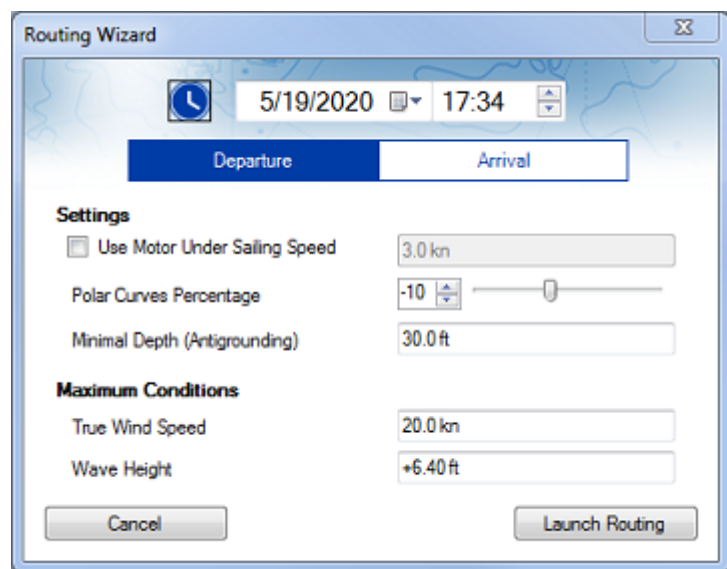 Routing Wizard
5/19/2020 17:34
Departure Arrival
Settings
Use Motor Under Sailing Speed 3.0 kn
Polar Curves Percentage -10
Minimal Depth (Antigrounding) 30.0 ft
Maximum Conditions
True Wind Speed 20.0 kn
Wave Height +6.40 ft
Cancel Launch Routing